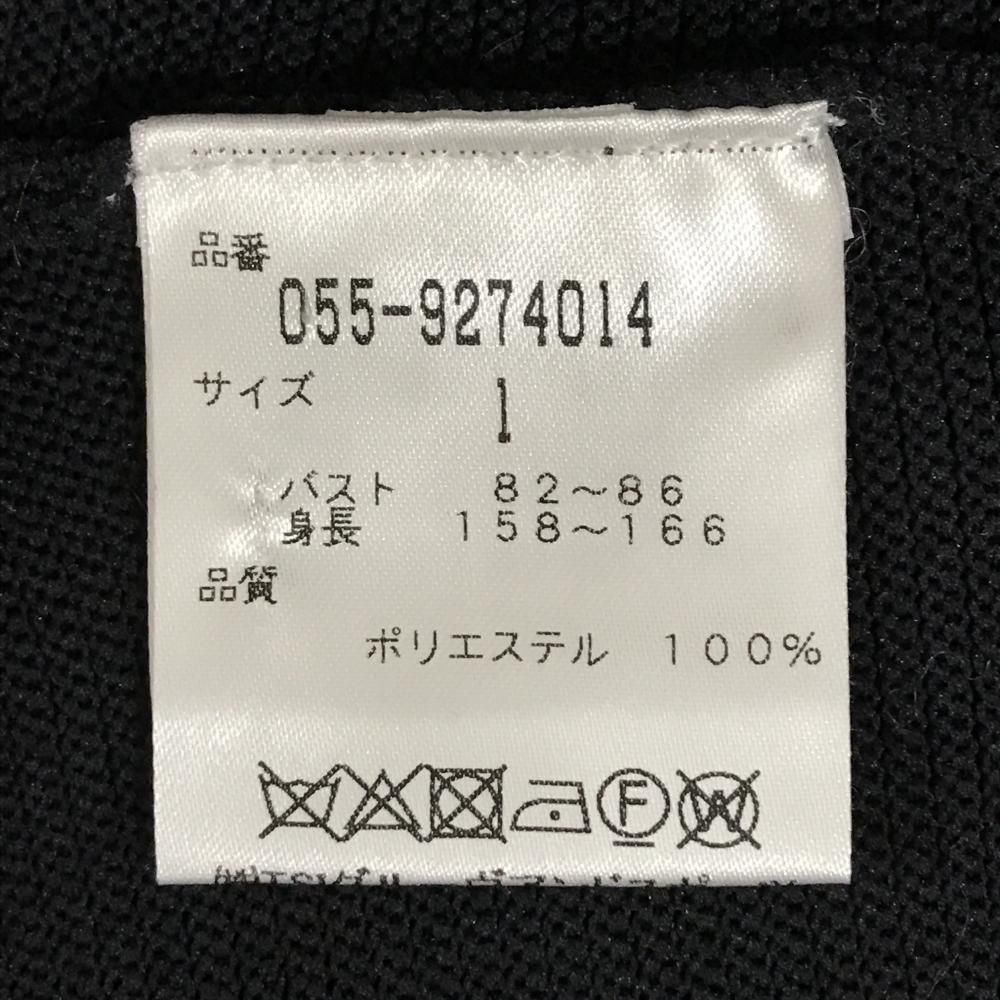 品番
055-9274014
サイズ
1
バスト 82～86
身長 158～166
品質
ポリエステル 100%
F
W